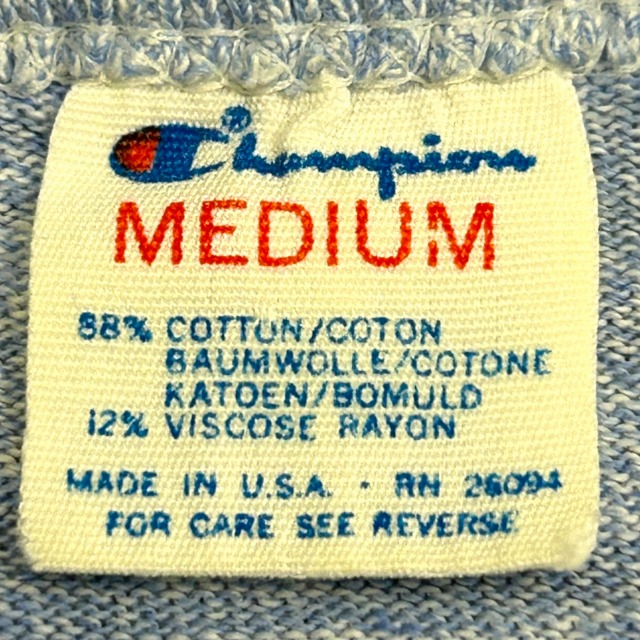 Champion®
MEDIUM
88% COTTON/COTON
BAUMWOLLE/COTONE
KATOEN/BOMULD
12% VISCOSE RAYON
MADE IN U.S.A. · RN 26094
FOR CARE SEE REVERSE